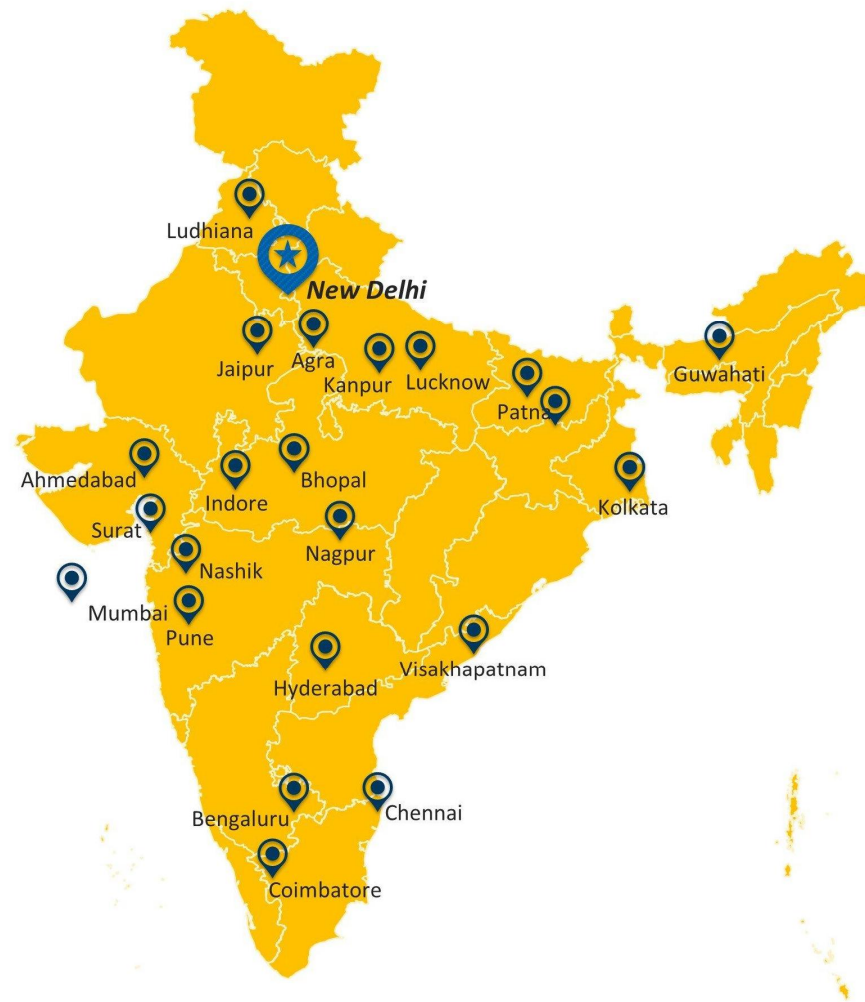 Ludhiana
New Delhi
Jaipur
Agra
Kanpur
Lucknow
Guwahati
Patna
Ahmedabad
Indore
Bhopal
Kolkata
Surat
Nagpur
Nashik
Mumbai
Pune
Visakhapatnam
Hyderabad
Bengaluru
Chennai
Coimbatore